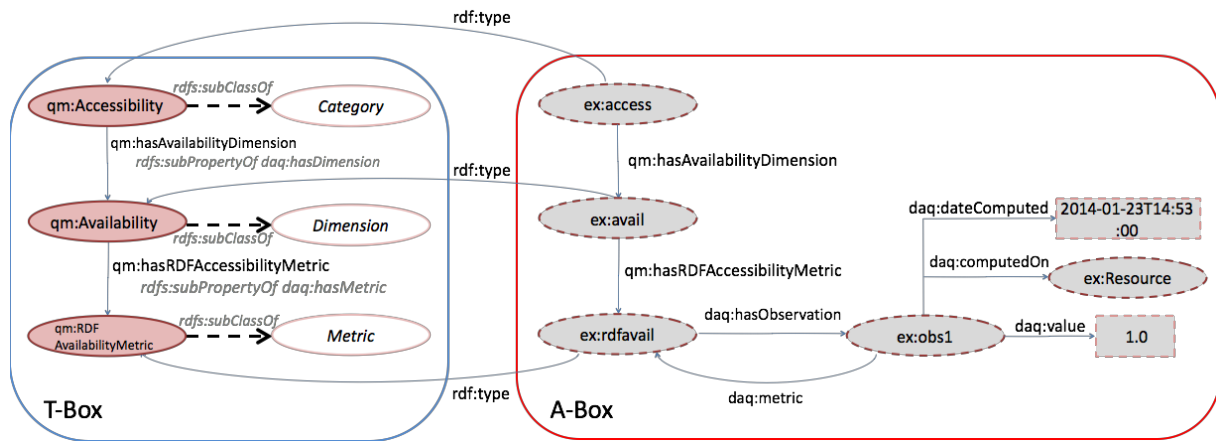 rdf:type
rdfs:subClassOf
qm:Accessibility
Category
ex:access
qm:hasAvailabilityDimension
rdfs:subPropertyOf daq:hasDimension
qm:hasAvailabilityDimension
rdf:type
qm:Availability
rdfs:subClassOf
Dimension
ex:avail
daq:dateComputed
2014-01-23T14:53
:00
qm:hasRDFAccessibilityMetric
rdfs:subPropertyOf daq:hasMetric
qm:hasRDFAccessibilityMetric
daq:computedOn
ex:Resource
rdfs:subClassOf
qm:RDF
AvailabilityMetric
Metric
ex:rdfavail
daq:hasObservation
ex:obs1
daq:value
1.0
rdf:type
daq:metric
T-Box
A-Box